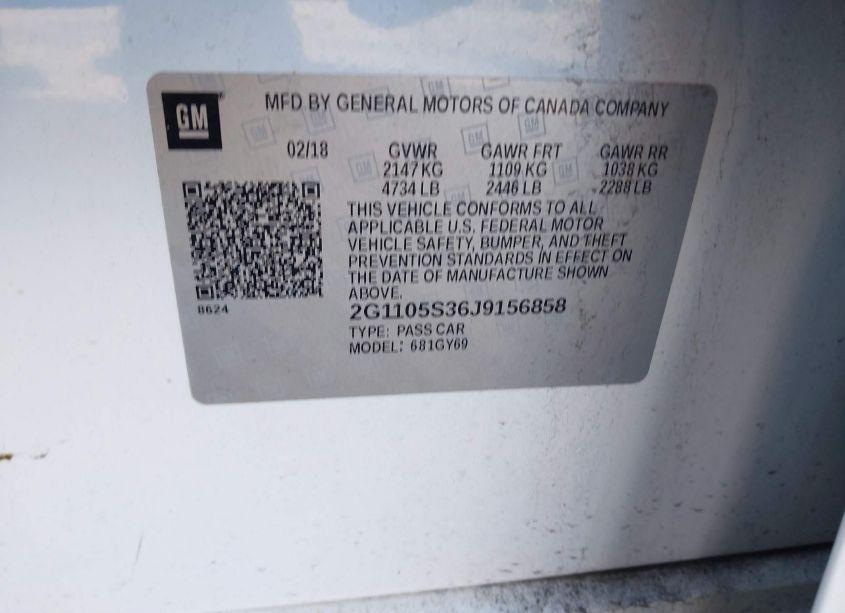 GM
MFD BY GENERAL MOTORS OF CANADA COMPANY
02/18 GVWR GAWR FRT GAWR RR
2147 KG 1109 KG 1038 KG
4734 LB 2446 LB 2288 LB
THIS VEHICLE CONFORMS TO ALL
APPLICABLE U.S. FEDERAL MOTOR
VEHICLE SAFETY, BUMPER, AND THEFT
PREVENTION STANDARDS IN EFFECT ON
THE DATE OF MANUFACTURE SHOWN
ABOVE.
8624
2G1105S36J9156858
TYPE: PASS CAR
MODEL: 681GY69